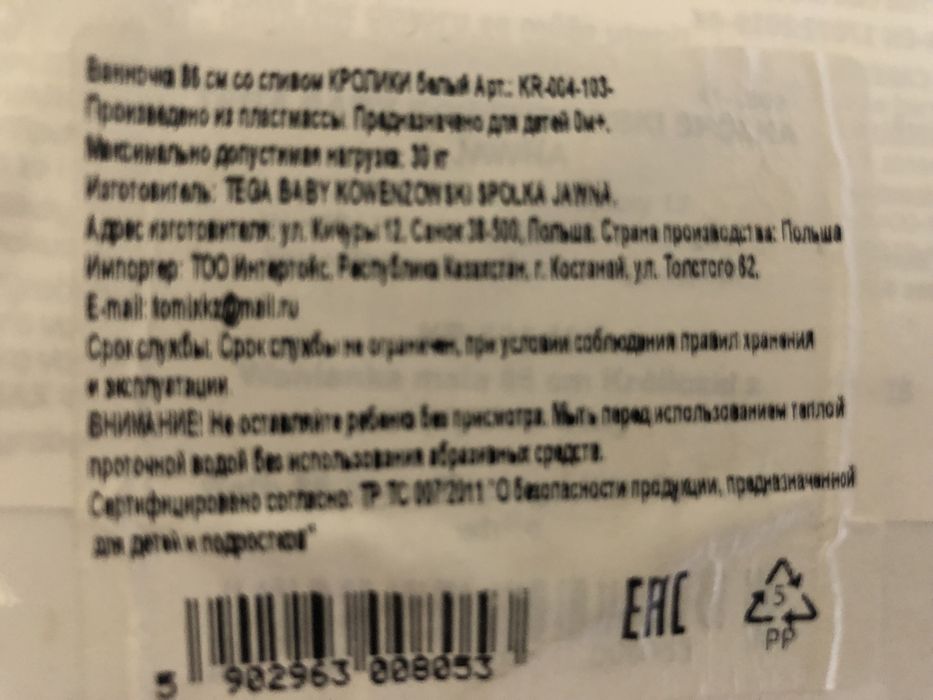 Ванночка 86 см со сливом КРОЛИКИ белый Арт.: KR-004-103-
Произведено из пластмассы. Предназначено для детей 0м+.
Максимально допустимая нагрузка: 30 кг
Изготовитель: TEGA BABY KOWENZOWSKI SPOLKA JAWNA.
Адрес изготовителя: ул. Кичуры 12. Санок 38-500, Польша. Страна производства: Польша
Импортер: ТОО Интертойс. Республика Казахстан. г. Костанай, ул. Толстого 62.
E-mail: tomixkz@mail.ru
Срок службы: Срок службы не ограничен, при условии соблюдения правил хранения
и эксплуатации.
ВНИМАНИЕ! Не оставляйте ребенка без присмотра. Мыть перед использованием теплой
проточной водой без использования абразивных средств.
Сертифицировано согласно: ТР ТС 007/2011 "О безопасности продукции, предназначенной
для детей и подростков"
EAC
5
PP
5 902963 008053